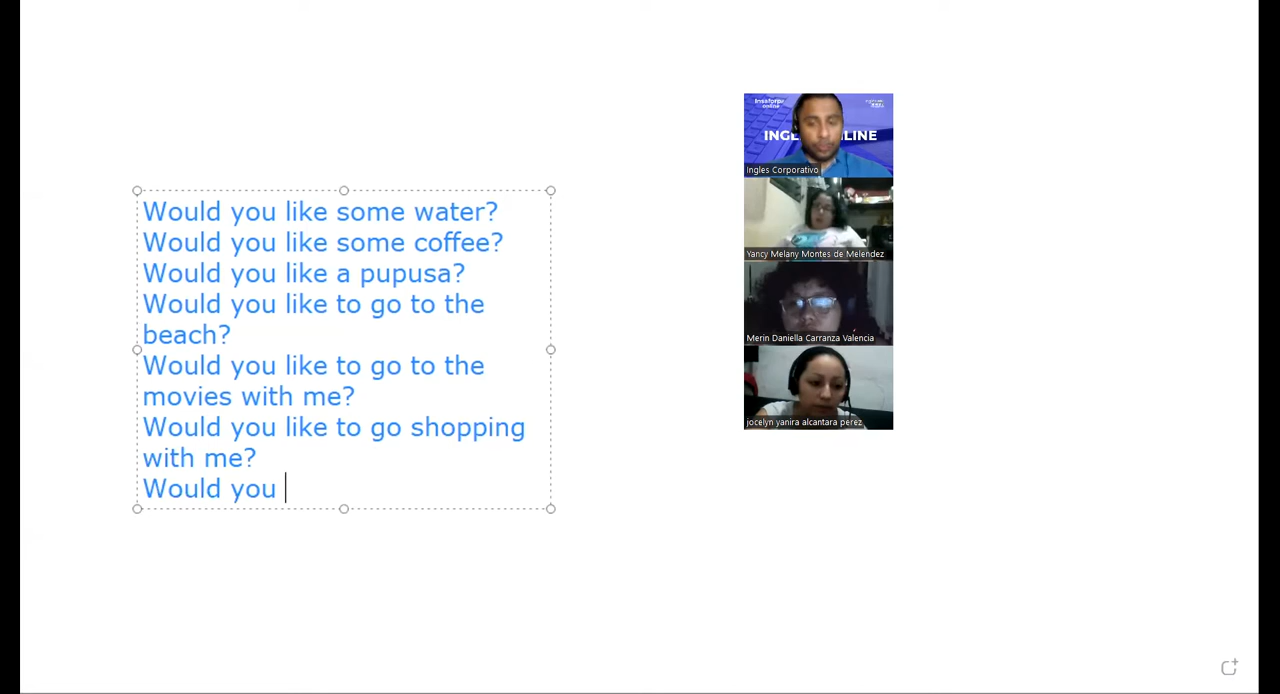 Would you like some water?
Would you like some coffee?
Would you like a pupusa?
Would you like to go to the
beach?
Would you like to go to the
movies with me?
Would you like to go shopping
with me?
Would you
Insaforp
online
Ingles Corporativo
Yancy Melany Montes de Melendez
Merin Daniella Carranza Valencia
jocelyn yanira alcantara perez